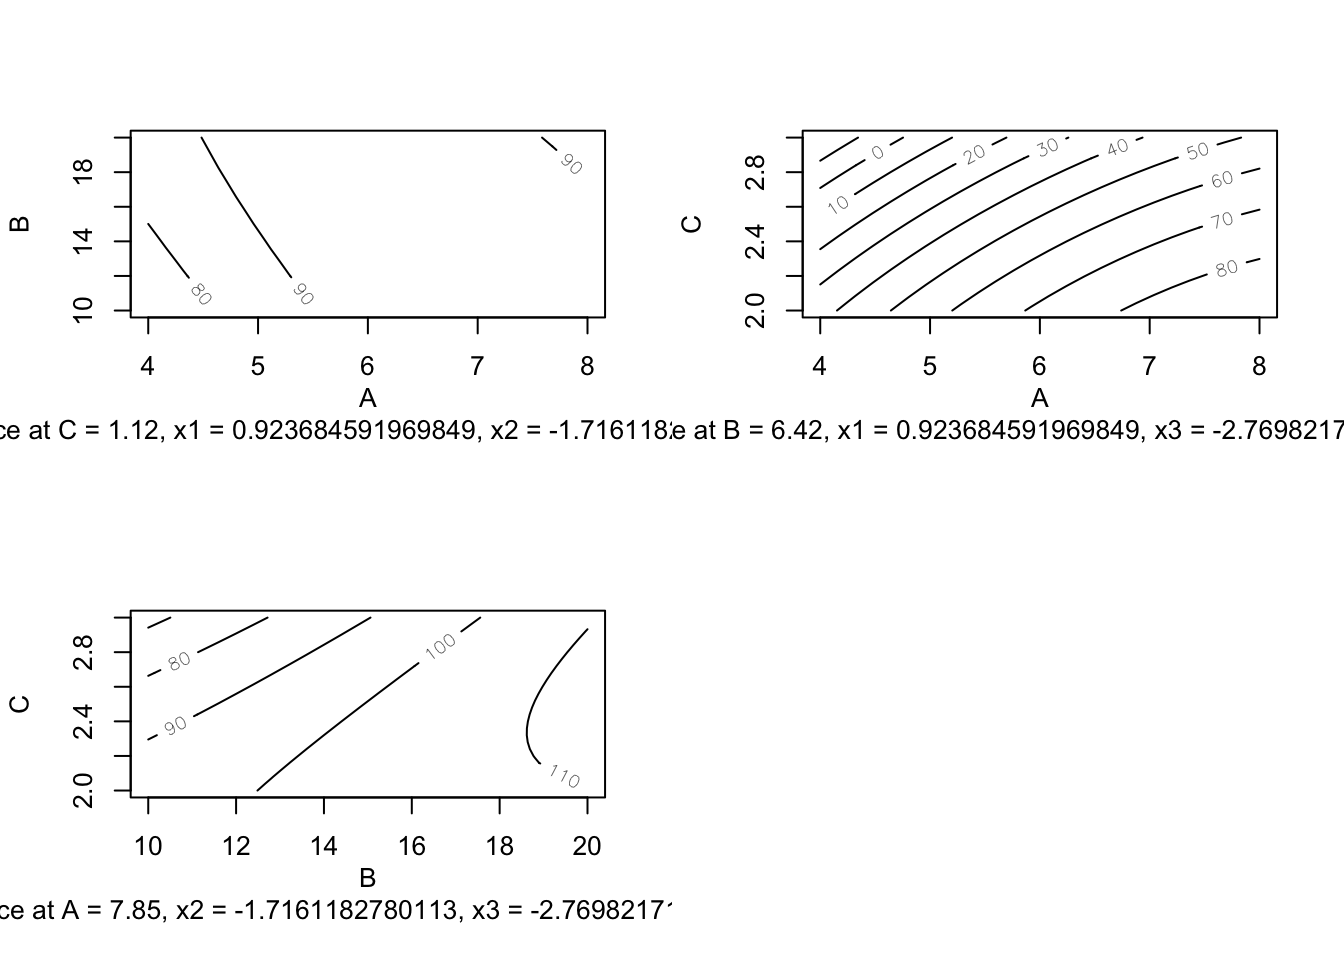 B
10 14 18
80
90
90
4 5 6 7 8
A
ce at C = 1.12, x1 = 0.923684591969849, x2 = -1.716118
C
2.0 2.4 2.8
0
10
20
30
40
50
60
70
80
4 5 6 7 8
A
e at B = 6.42, x1 = 0.923684591969849, x3 = -2.7698217
C
2.0 2.4 2.8
80
90
100
110
10 12 14 16 18 20
B
ce at A = 7.85, x2 = -1.7161182780113, x3 = -2.7698217